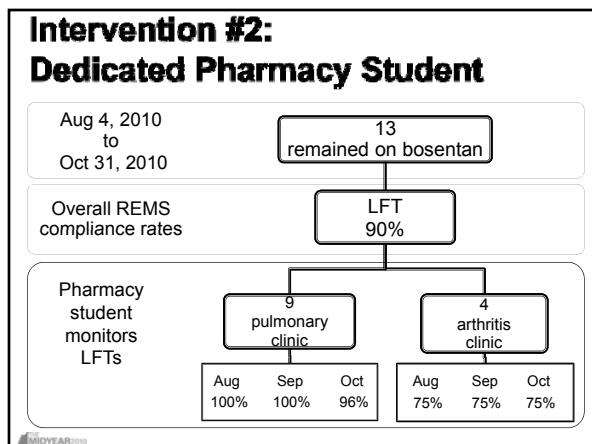 Intervention #2:
Dedicated Pharmacy Student
Aug 4, 2010
to
Oct 31, 2010
13
remained on bosentan
Overall REMS
compliance rates
LFT
90%
Pharmacy
student
monitors
LFTs
9
pulmonary
clinic
4
arthritis
clinic
Aug Sep Oct
100% 100% 96%
Aug Sep Oct
75% 75% 75%
THE
MIDYEAR2010